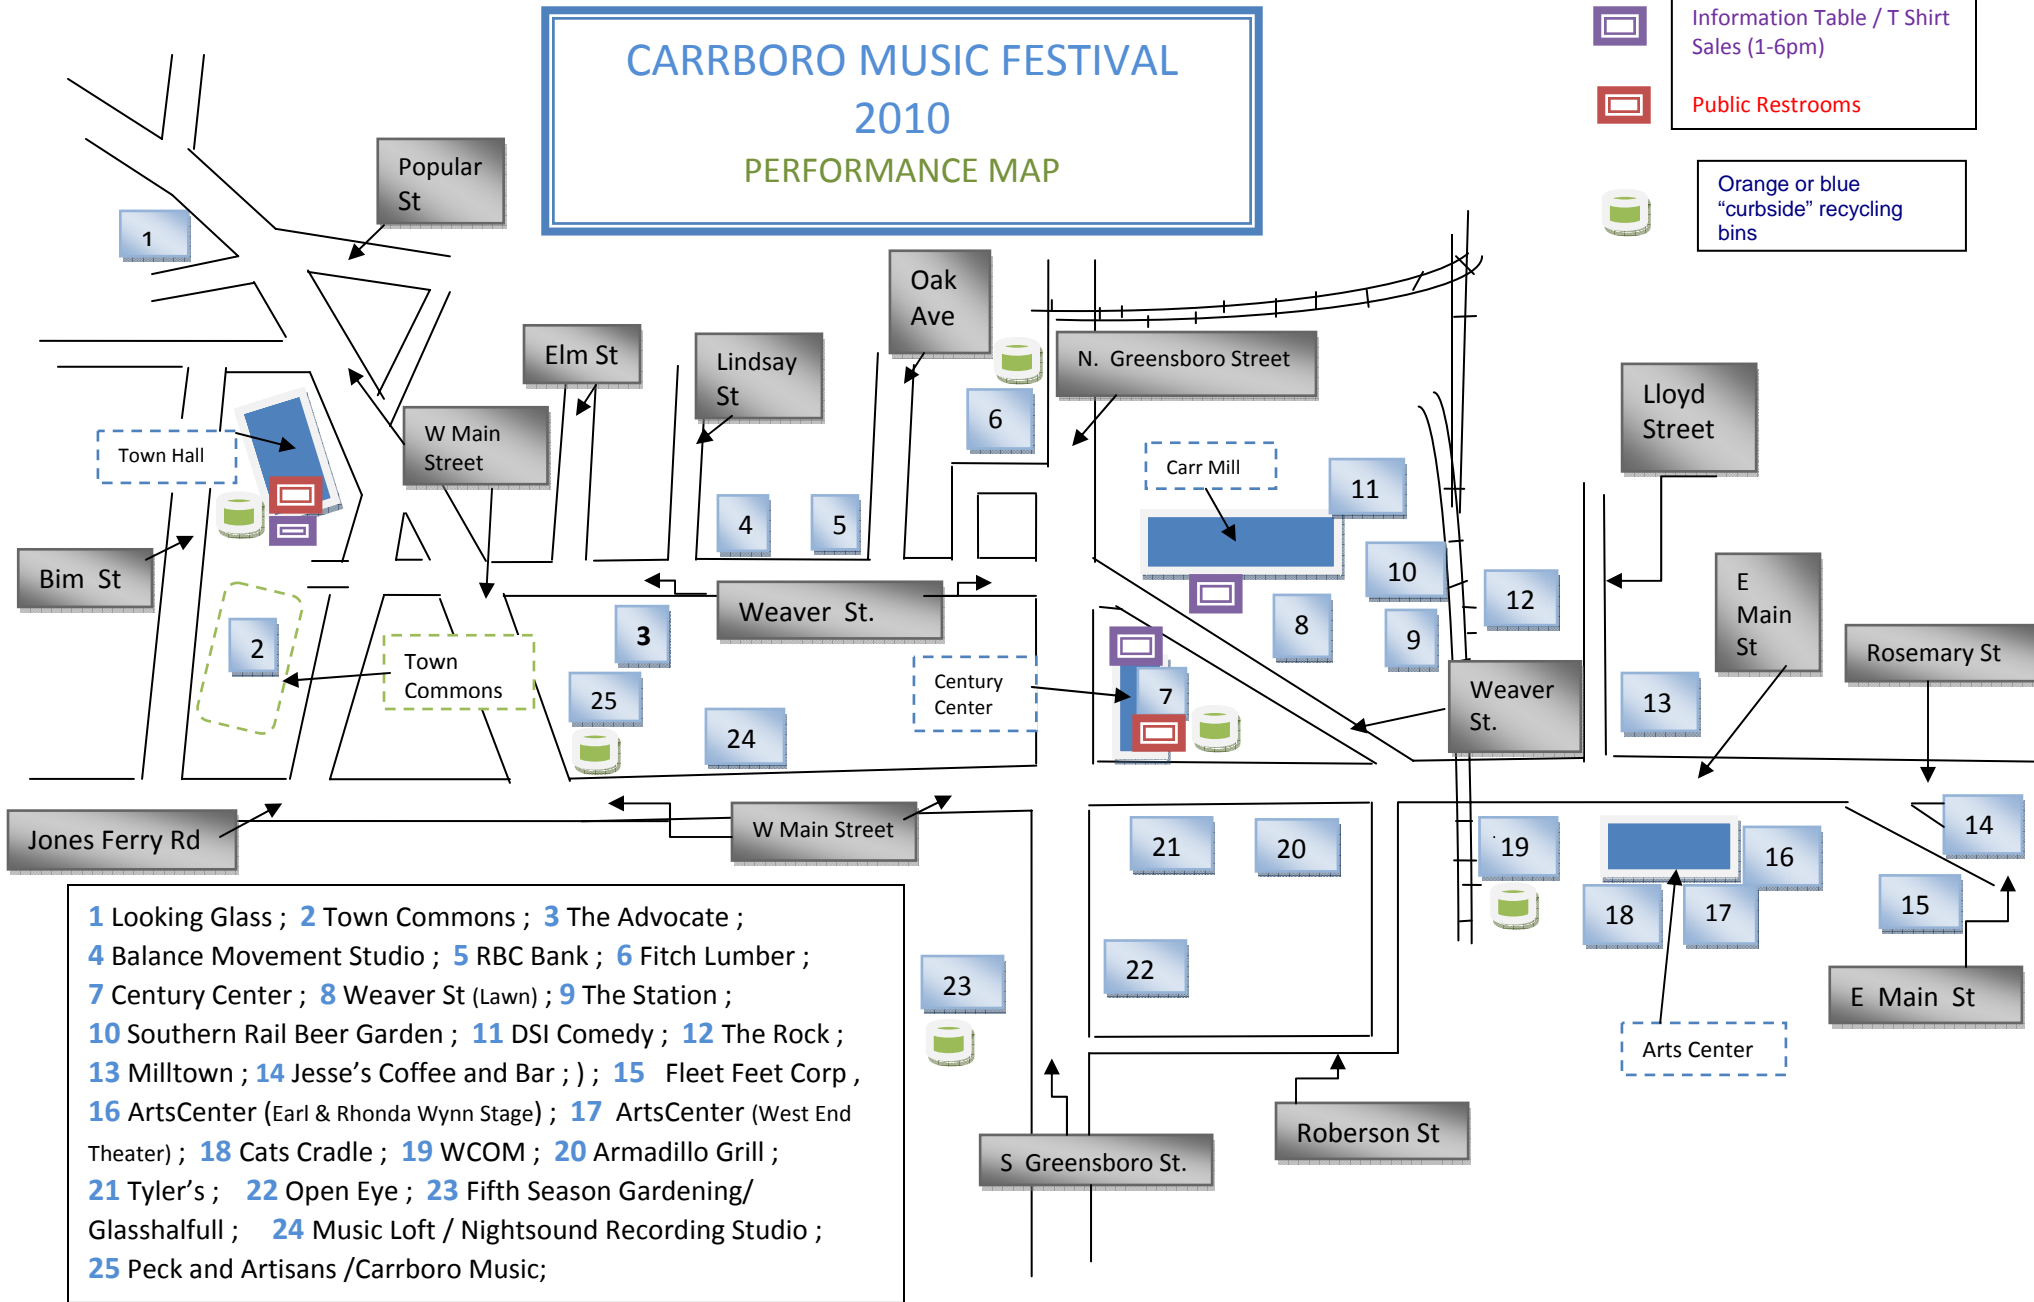 CARRBORO MUSIC FESTIVAL
2010
PERFORMANCE MAP
Information Table / T Shirt
Sales (1-6pm)
Public Restrooms
Orange or blue
“curbside” recycling
bins
Popular
St
1
Oak
Ave
Elm St
Lindsay
St
N. Greensboro Street
Lloyd
Street
6
W Main
Street
Town Hall
Carr Mill
11
4
5
Bim St
10
12
E
Main
St
Weaver St.
2
3
8
9
Rosemary St
Town
Commons
Century
Center
7
Weaver
St.
25
13
24
Jones Ferry Rd
W Main Street
21
20
19
16
14
18
17
15
23
22
E Main St
Arts Center
Roberson St
S Greensboro St.
1 Looking Glass ; 2 Town Commons ; 3 The Advocate ;
4 Balance Movement Studio ; 5 RBC Bank ; 6 Fitch Lumber ;
7 Century Center ; 8 Weaver St (Lawn) ; 9 The Station ;
10 Southern Rail Beer Garden ; 11 DSI Comedy ; 12 The Rock ;
13 Milltown ; 14 Jesse’s Coffee and Bar ; ) ; 15 Fleet Feet Corp ,
16 ArtsCenter (Earl & Rhonda Wynn Stage) ; 17 ArtsCenter (West End
Theater) ; 18 Cats Cradle ; 19 WCOM ; 20 Armadillo Grill ;
21 Tyler’s ; 22 Open Eye ; 23 Fifth Season Gardening/
Glasshalfull ; 24 Music Loft / Nightsound Recording Studio ;
25 Peck and Artisans /Carrboro Music;